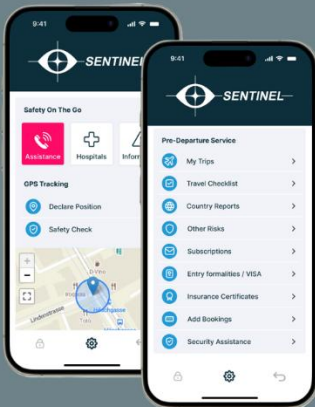 9:41
SENTINEL
Safety On The Go
Assistance
Hospitals
Inform
GPS Tracking
Declare Position
Safety Check
Lindenstrasse
9:41
SENTINEL
Pre-Departure Service
My Trips
Travel Checklist
Country Reports
Other Risks
Subscriptions
Entry formalities / VISA
Insurance Certificates
Add Bookings
Security Assistance